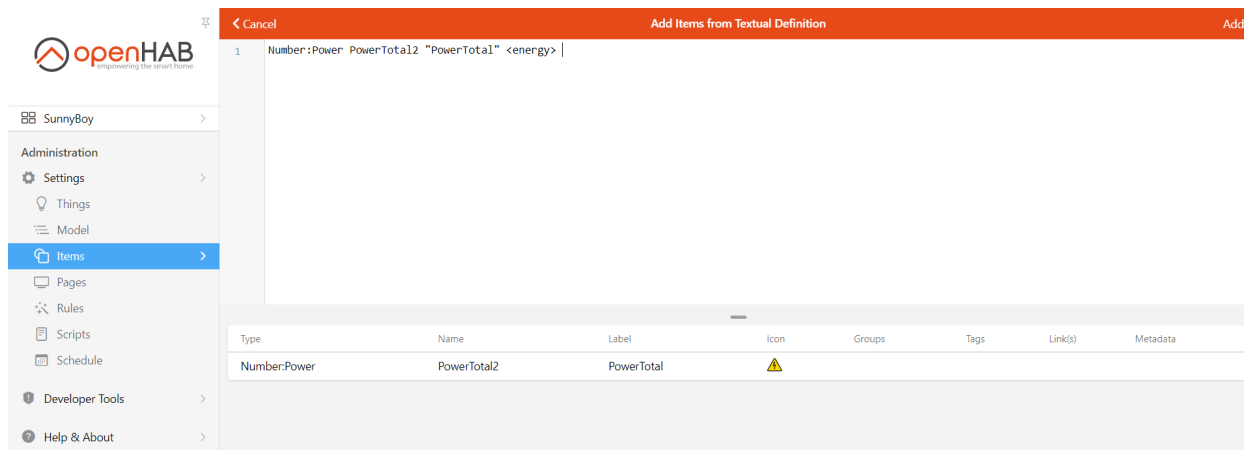 Cancel
Add Items from Textual Definition
Add
openHAB
empowering the smart home
SunnyBoy
Administration
Settings
Things
Model
Items
Pages
Rules
Scripts
Schedule
Developer Tools
Help & About
1 Number:Power PowerTotal2 "PowerTotal" <energy>
Type Name Label Icon Groups Tags Link(s) Metadata
Number:Power PowerTotal2 PowerTotal